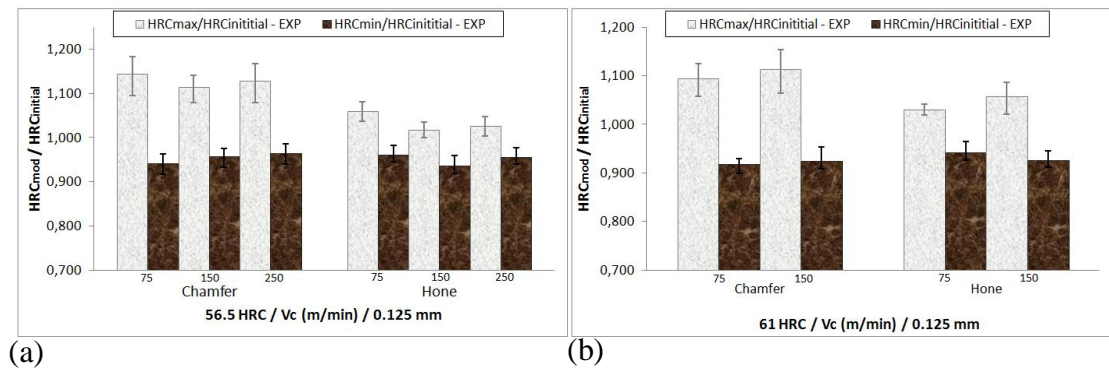 HRCmax/HRCinititial - EXP HRCmin/HRCinititial - EXP
1,200
1,100
1,000
0,900
0,800
0,700
HRCmod / HRCinitial
75 150 250 75 150 250
Chamfer Hone
56.5 HRC / Vc (m/min) / 0.125 mm
(a)
HRCmax/HRCinititial - EXP HRCmin/HRCinititial - EXP
1,200
1,100
1,000
0,900
0,800
0,700
HRCmod / HRCinitial
75 150 75 150
Chamfer Hone
61 HRC / Vc (m/min) / 0.125 mm
(b)